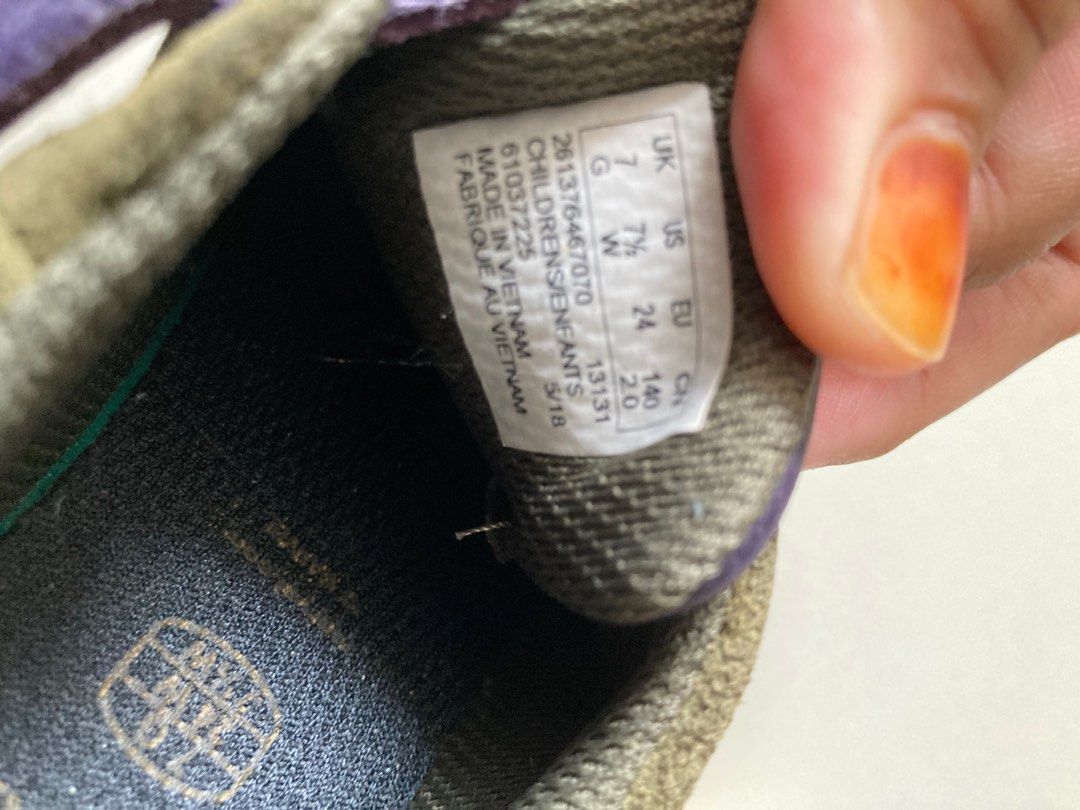 UK US EU CN
7 7½ 24 140
G W 2.0
261376467070 13131
CHILDRENS/ENFANTS
61037225 5/18
MADE IN VIETNAM
FABRIQUE AU VIETNAM